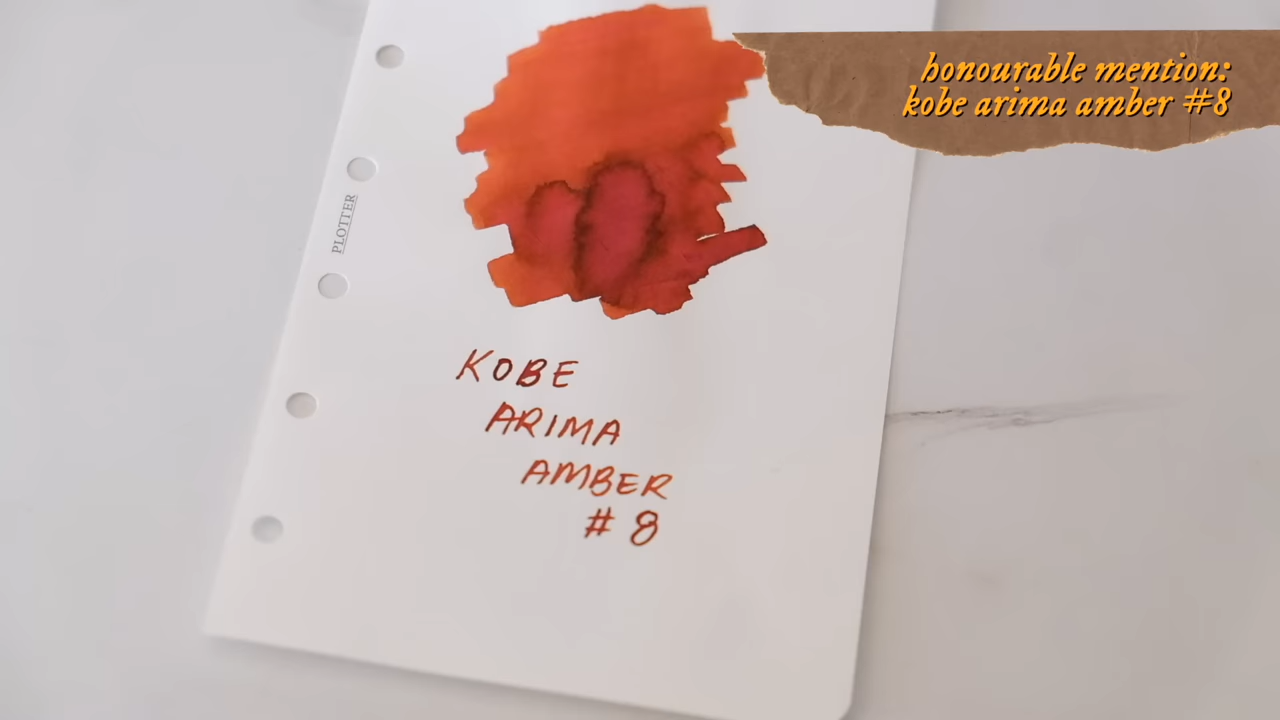 honourable mention:
kobe arima amber #8
PLOTTER
KOBE
ARIMA
AMBER
# 8